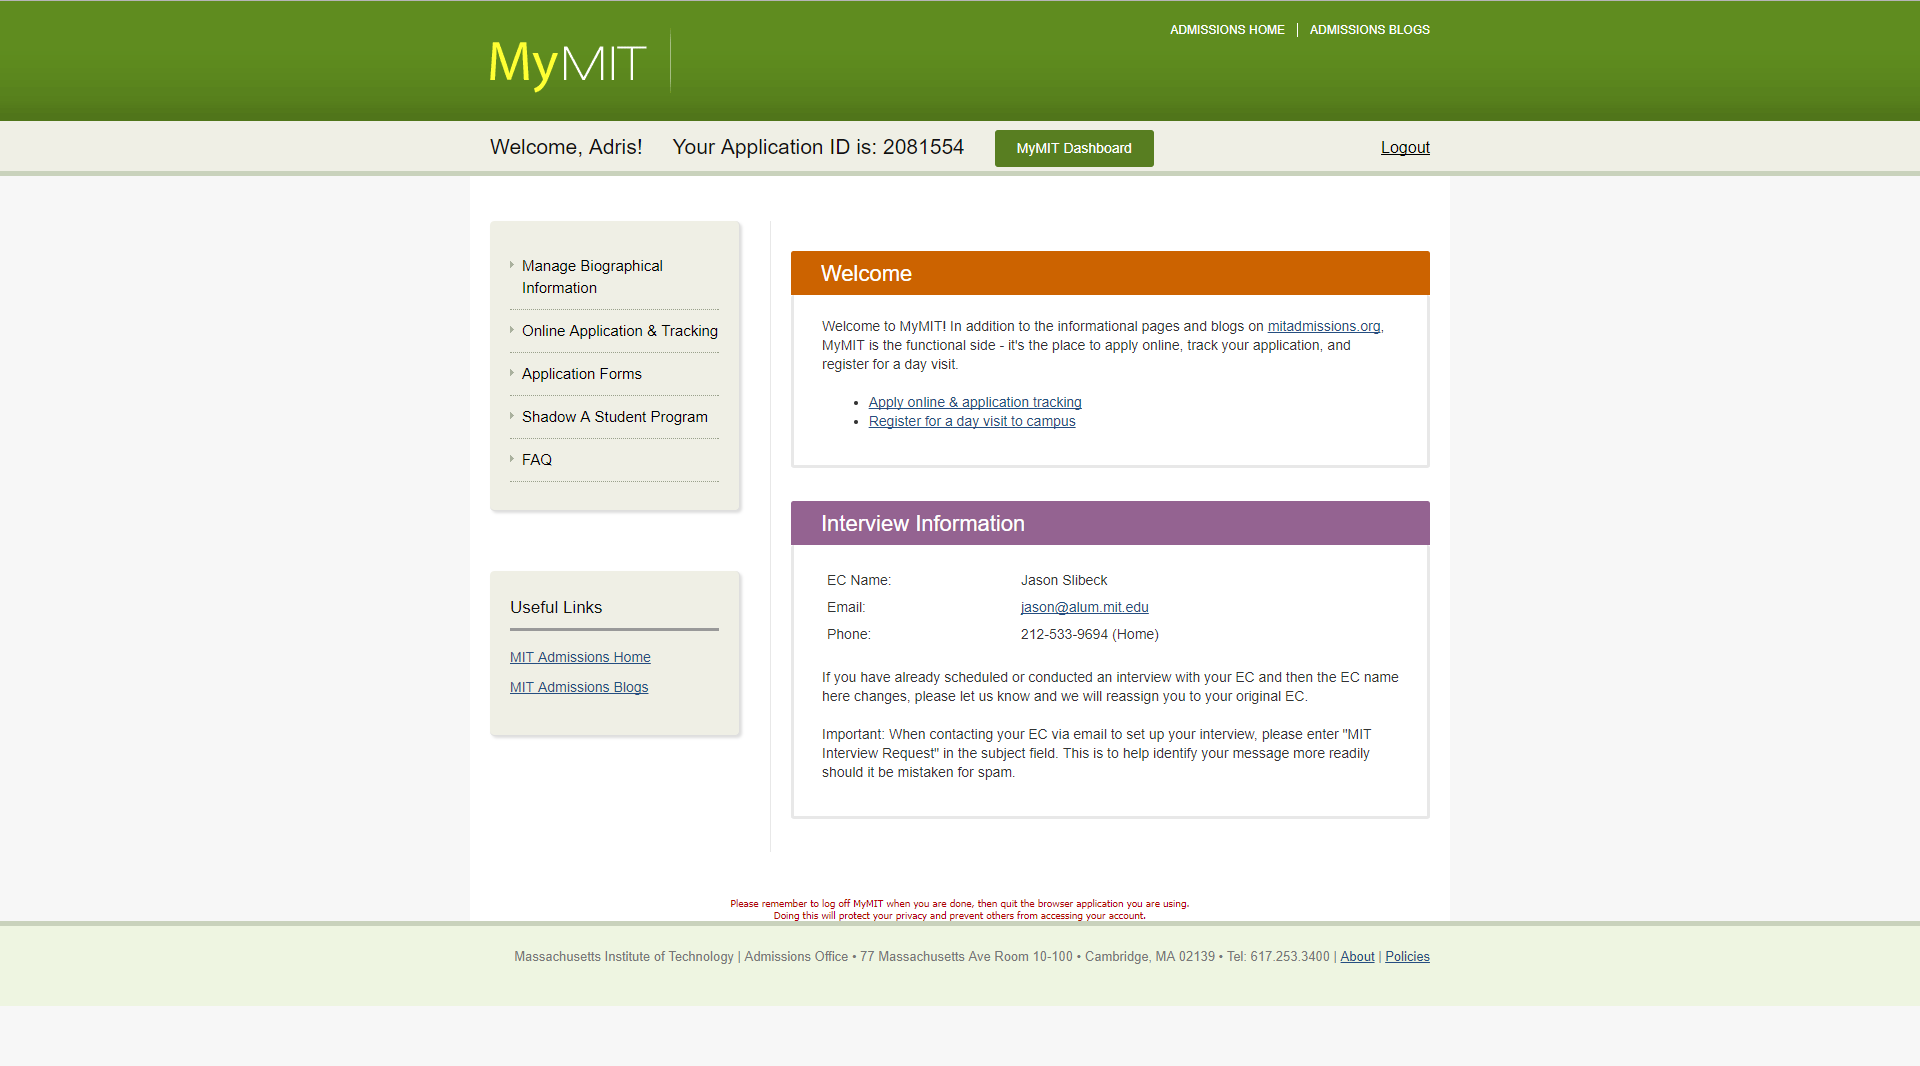 MyMIT
ADMISSIONS HOME | ADMISSIONS BLOGS
Welcome, Adris! Your Application ID is: 2081554 MyMIT Dashboard Logout
Manage Biographical
Information
Online Application & Tracking
Application Forms
Shadow A Student Program
FAQ
Useful Links
MIT Admissions Home
MIT Admissions Blogs
Welcome
Welcome to MyMIT! In addition to the informational pages and blogs on mitadmissions.org,
MyMIT is the functional side - it's the place to apply online, track your application, and
register for a day visit.
• Apply online & application tracking
• Register for a day visit to campus
Interview Information
EC Name: Jason Slibeck
Email: jason@alum.mit.edu
Phone: 212-533-9694 (Home)
If you have already scheduled or conducted an interview with your EC and then the EC name
here changes, please let us know and we will reassign you to your original EC.
Important: When contacting your EC via email to set up your interview, please enter "MIT
Interview Request" in the subject field. This is to help identify your message more readily
should it be mistaken for spam.
Please remember to log off MyMIT when you are done, then quit the browser application you are using.
Doing this will protect your privacy and prevent others from accessing your account.
Massachusetts Institute of Technology | Admissions Office • 77 Massachusetts Ave Room 10-100 • Cambridge, MA 02139 • Tel: 617.253.3400 | About | Policies